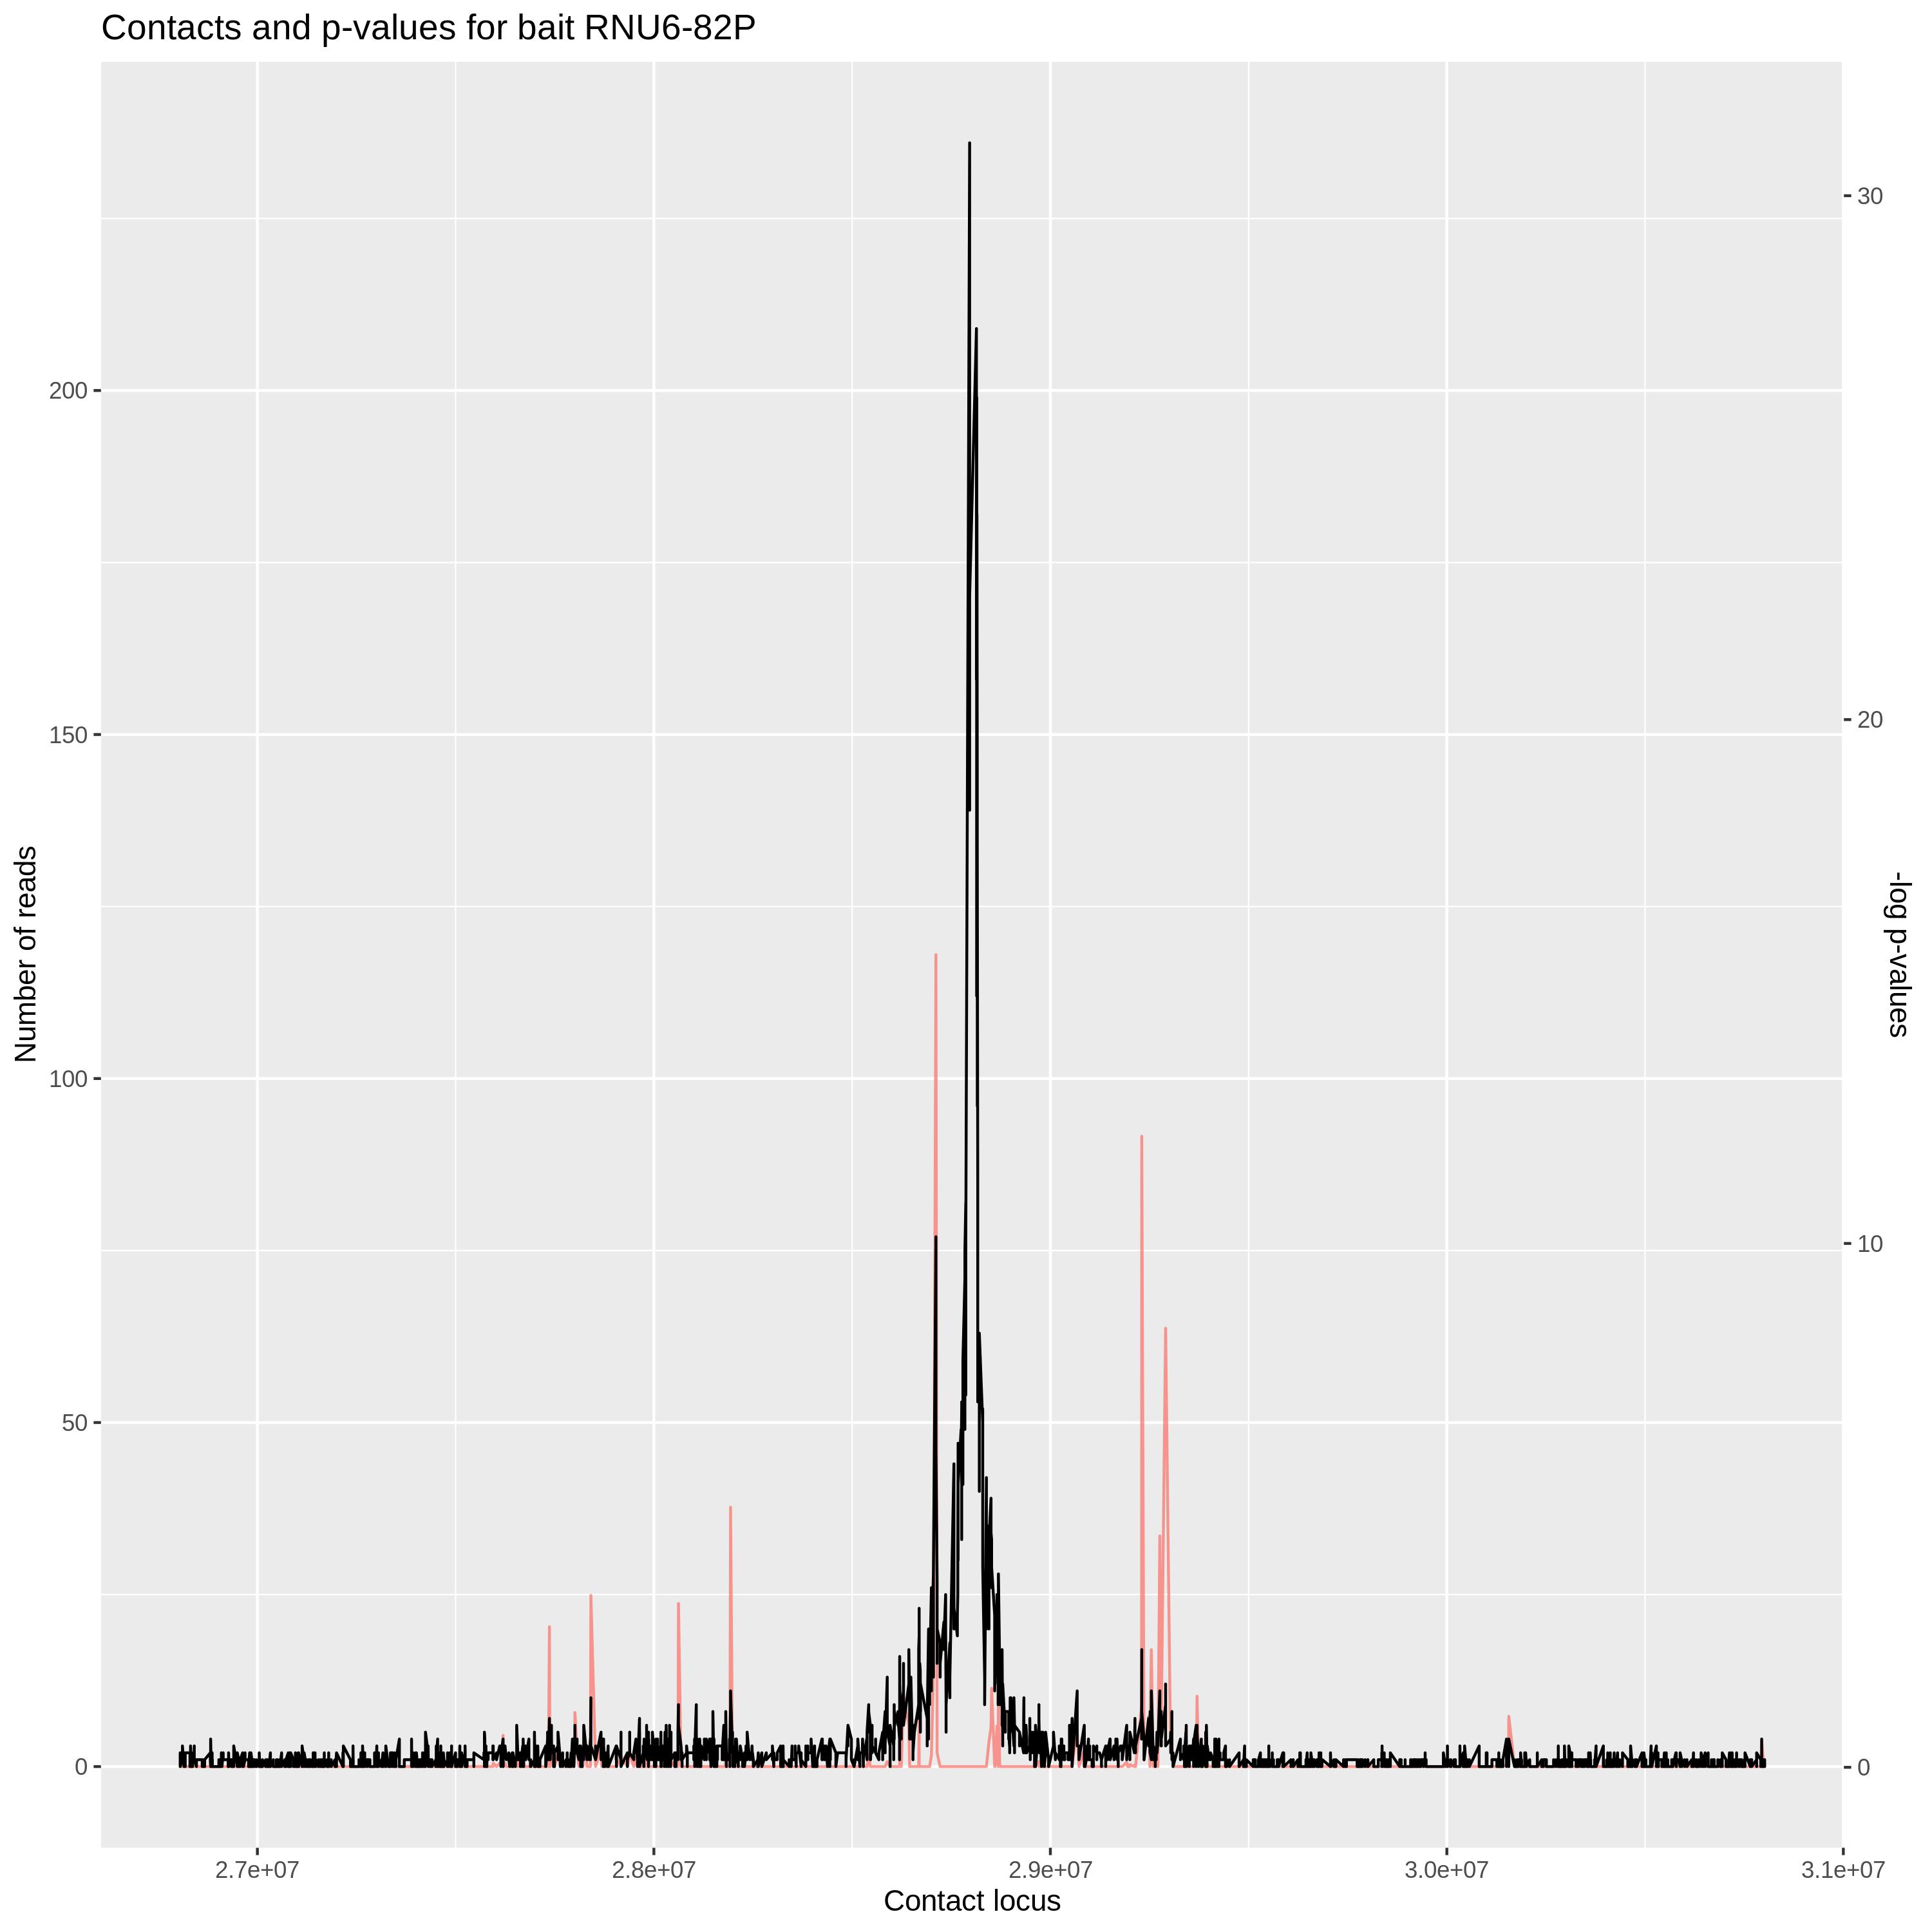 Contacts and p-values for bait RNU6-82P
Number of reads
200
150
100
50
0
30
20
10
0
-log p-values
2.7e+07 2.8e+07 2.9e+07 3.0e+07 3.1e+07
Contact locus